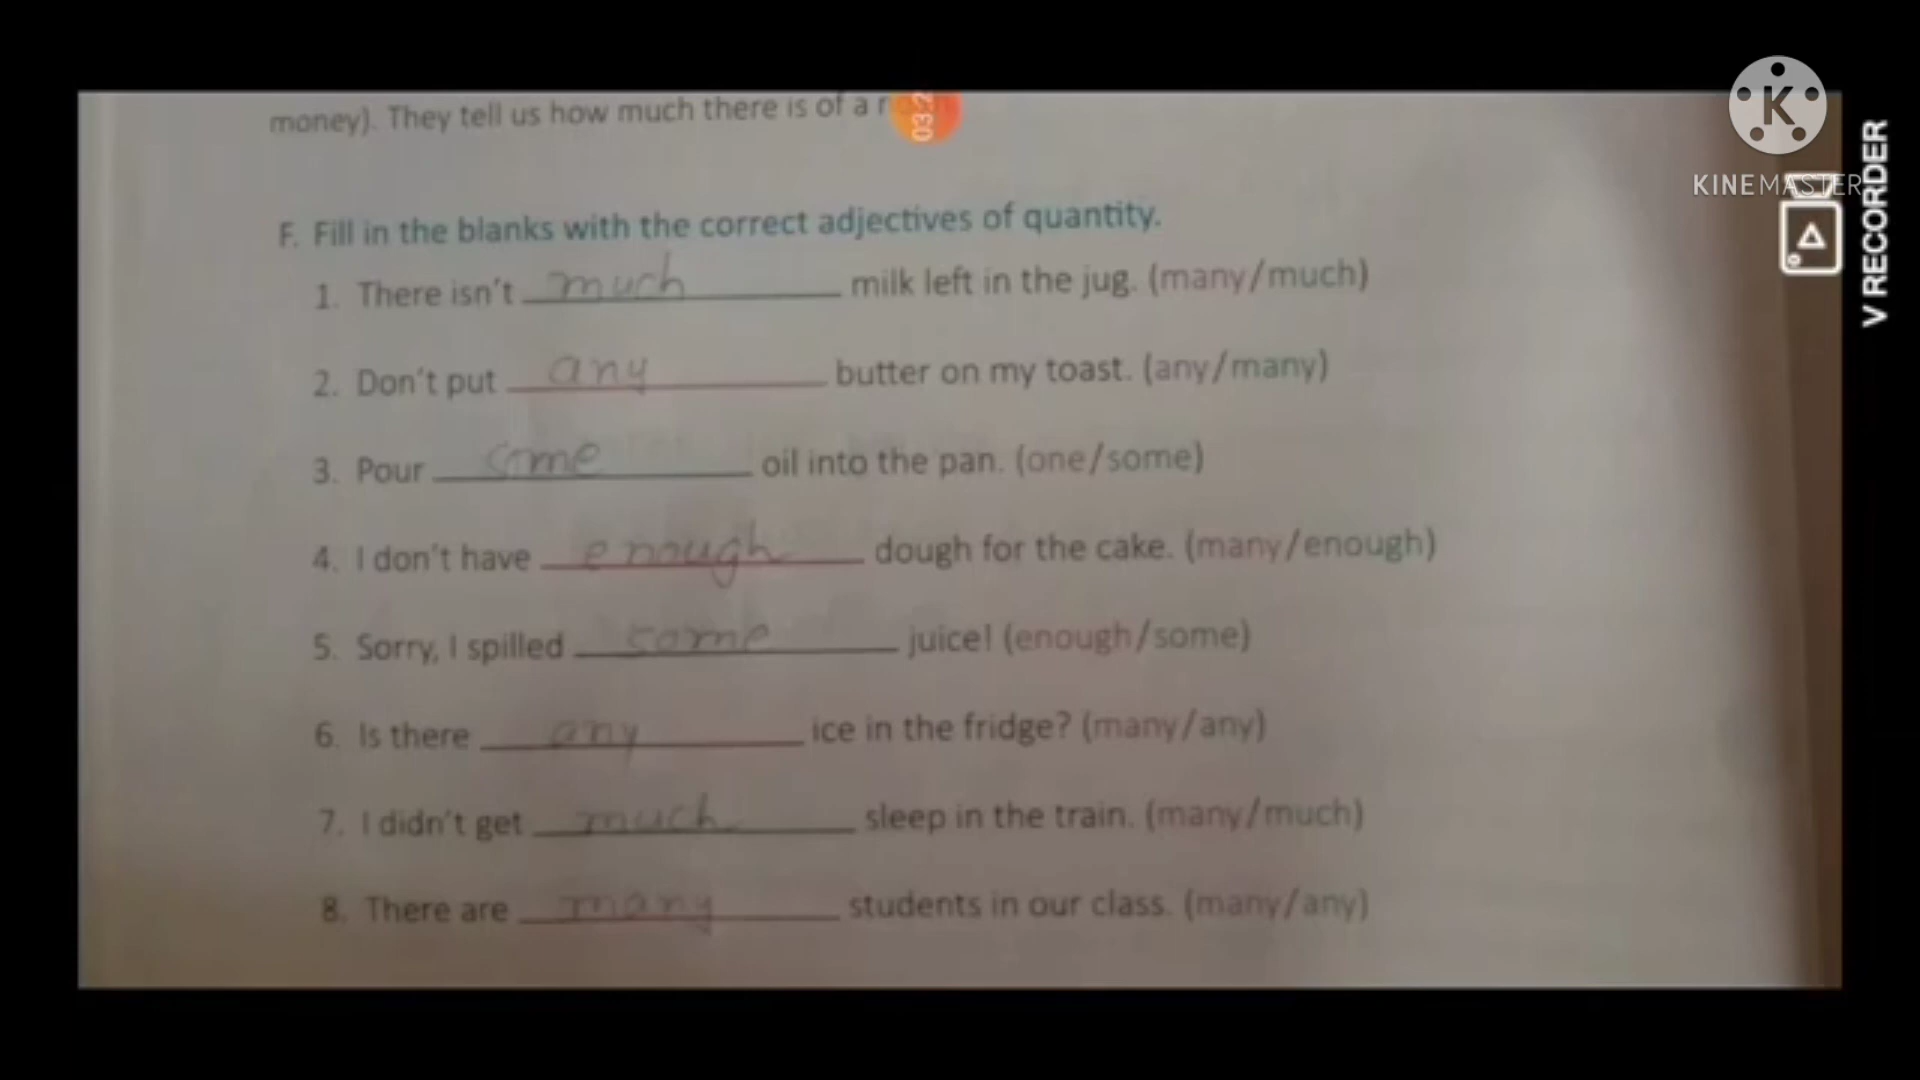 money). They tell us how much there is of a
03:2
KINEMASTER
V RECORDER
F. Fill in the blanks with the correct adjectives of quantity.
1. There isn't much milk left in the jug. (many/much)
2. Don't put any butter on my toast. (any/many)
3. Pour some oil into the pan. (one/some)
4. I don't have enough dough for the cake. (many/enough)
5. Sorry, I spilled some juice! (enough/some)
6. Is there any ice in the fridge? (many/any)
7. I didn't get much sleep in the train. (many/much)
8. There are many students in our class. (many/any)